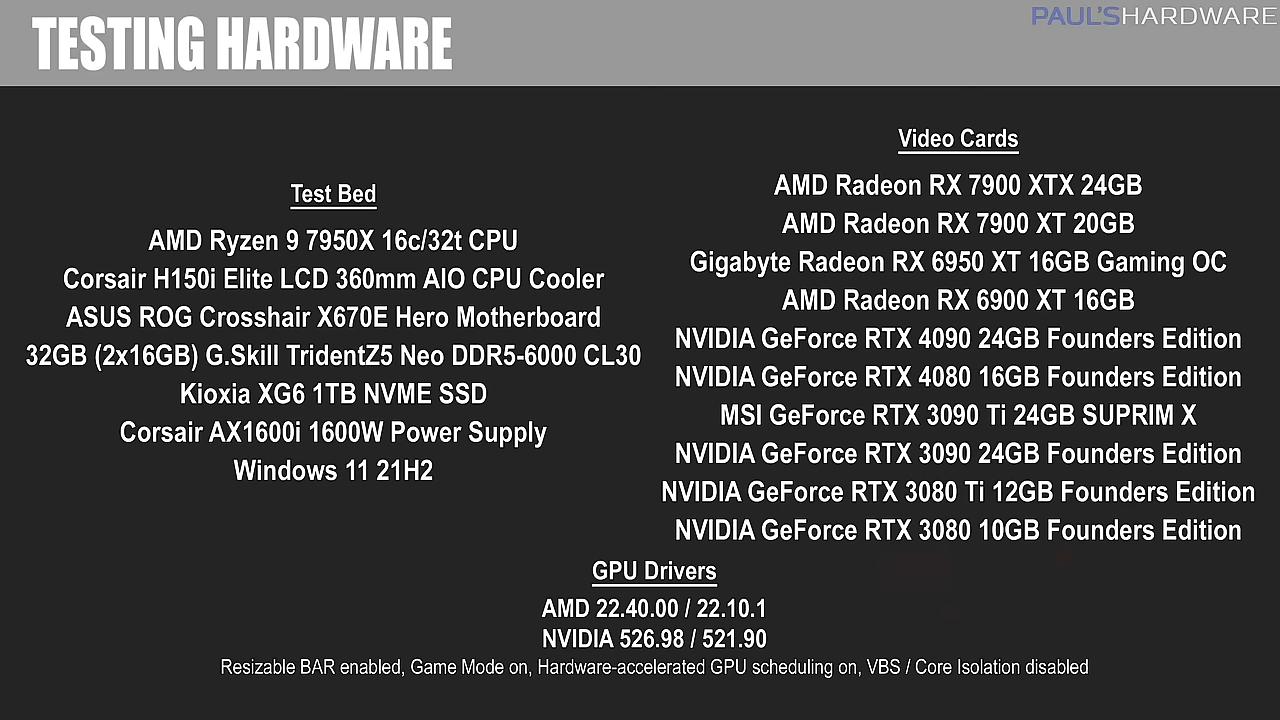 TESTING HARDWARE
PAUL'SHARDWARE
Test Bed
AMD Ryzen 9 7950X 16c/32t CPU
Corsair H150i Elite LCD 360mm AIO CPU Cooler
ASUS ROG Crosshair X670E Hero Motherboard
32GB (2x16GB) G.Skill TridentZ5 Neo DDR5-6000 CL30
Kioxia XG6 1TB NVME SSD
Corsair AX1600i 1600W Power Supply
Windows 11 21H2
Video Cards
AMD Radeon RX 7900 XTX 24GB
AMD Radeon RX 7900 XT 20GB
Gigabyte Radeon RX 6950 XT 16GB Gaming OC
AMD Radeon RX 6900 XT 16GB
NVIDIA GeForce RTX 4090 24GB Founders Edition
NVIDIA GeForce RTX 4080 16GB Founders Edition
MSI GeForce RTX 3090 Ti 24GB SUPRIM X
NVIDIA GeForce RTX 3090 24GB Founders Edition
NVIDIA GeForce RTX 3080 Ti 12GB Founders Edition
NVIDIA GeForce RTX 3080 10GB Founders Edition
GPU Drivers
AMD 22.40.00 / 22.10.1
NVIDIA 526.98 / 521.90
Resizable BAR enabled, Game Mode on, Hardware-accelerated GPU scheduling on, VBS / Core Isolation disabled